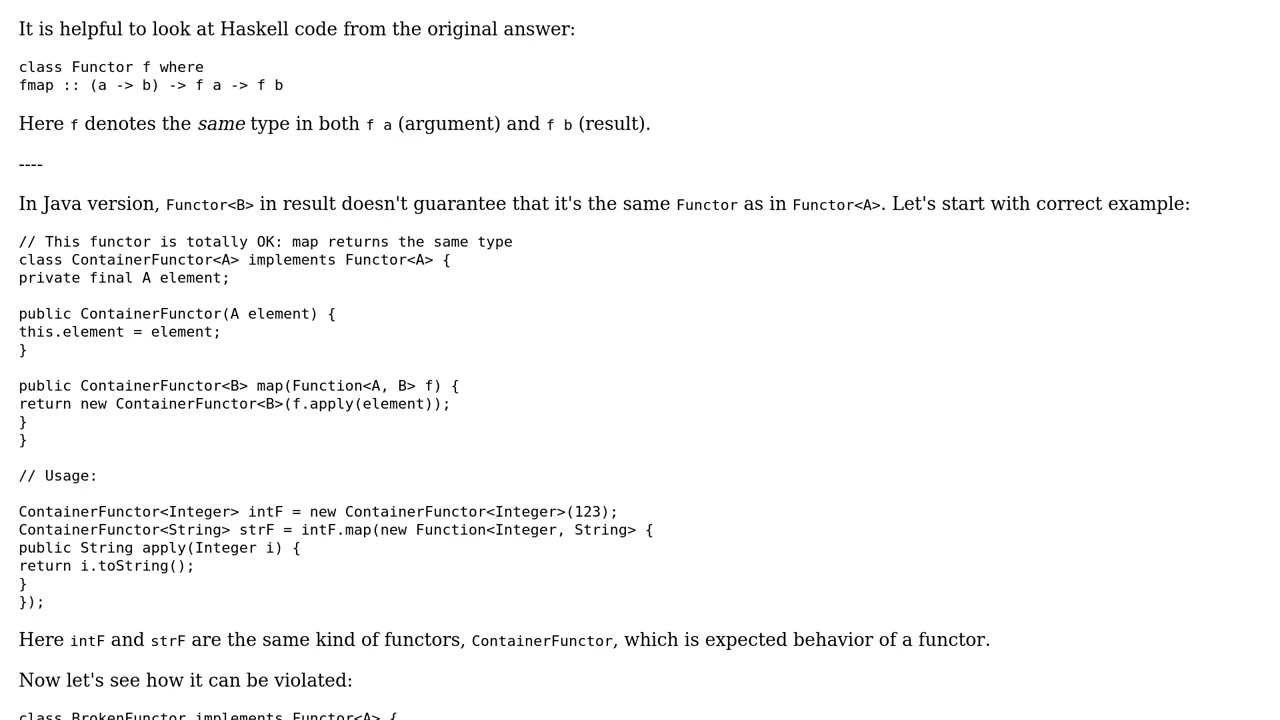 It is helpful to look at Haskell code from the original answer:
class Functor f where
fmap :: (a -> b) -> f a -> f b
Here f denotes the same type in both f a (argument) and f b (result).
----
In Java version, Functor<B> in result doesn't guarantee that it's the same Functor as in Functor<A>. Let's start with correct example:
// This functor is totally OK: map returns the same type
class ContainerFunctor<A> implements Functor<A> {
private final A element;
public ContainerFunctor(A element) {
this.element = element;
}
public ContainerFunctor<B> map(Function<A, B> f) {
return new ContainerFunctor<B>(f.apply(element));
}
}
// Usage:
ContainerFunctor<Integer> intF = new ContainerFunctor<Integer>(123);
ContainerFunctor<String> strF = intF.map(new Function<Integer, String> {
public String apply(Integer i) {
return i.toString();
}
});
Here intF and strF are the same kind of functors, ContainerFunctor, which is expected behavior of a functor.
Now let's see how it can be violated:
class BrokenFunctor implements Functor<A> {